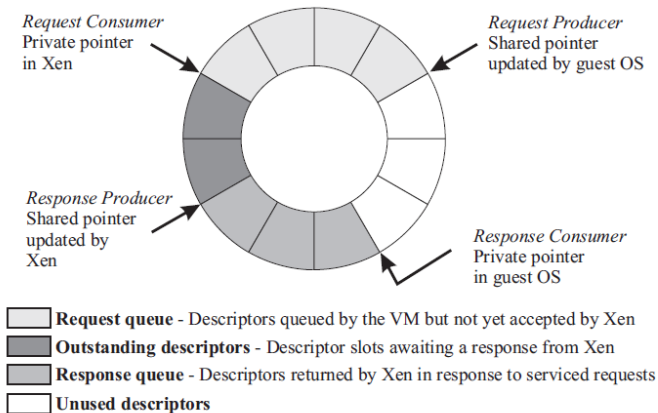 Request Consumer
Private pointer
in Xen
Request Producer
Shared pointer
updated by guest OS
Response Producer
Shared pointer
updated by
Xen
Response Consumer
Private pointer
in guest OS
Request queue - Descriptors queued by the VM but not yet accepted by Xen
Outstanding descriptors - Descriptor slots awaiting a response from Xen
Response queue - Descriptors returned by Xen in response to serviced requests
Unused descriptors